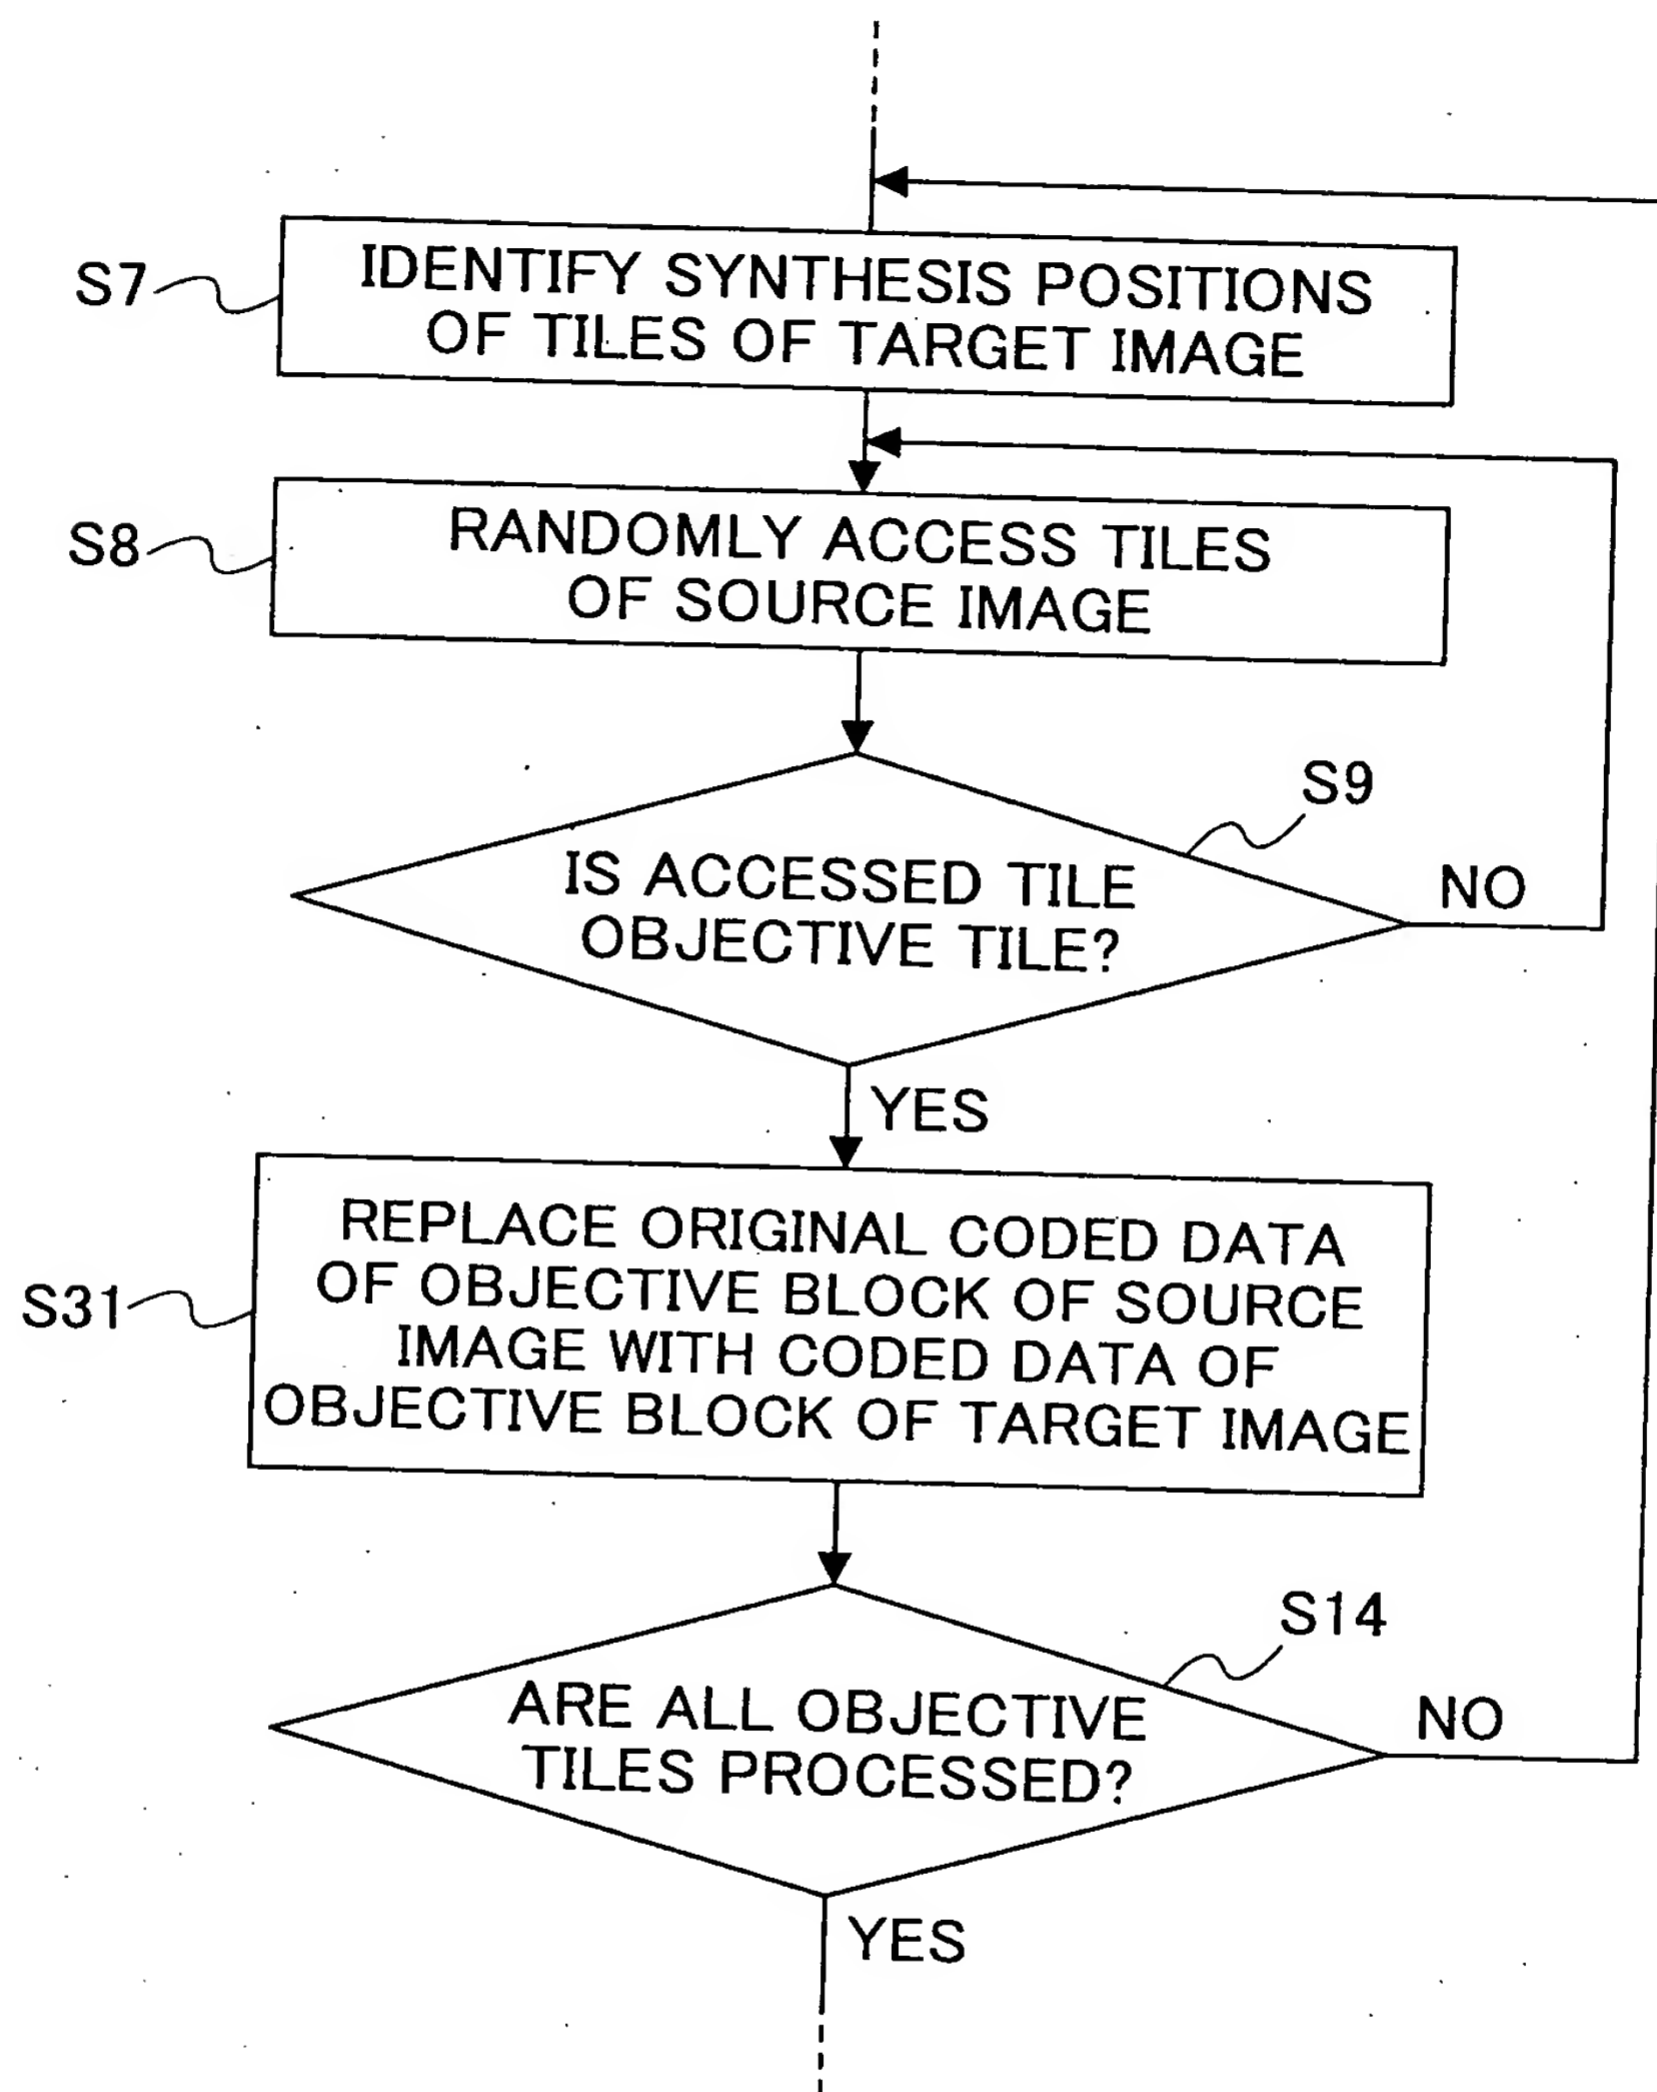 S7
IDENTIFY SYNTHESIS POSITIONS
OF TILES OF TARGET IMAGE
S8
RANDOMLY ACCESS TILES
OF SOURCE IMAGE
S9
IS ACCESSED TILE
OBJECTIVE TILE?
NO
YES
S31
REPLACE ORIGINAL CODED DATA
OF OBJECTIVE BLOCK OF SOURCE
IMAGE WITH CODED DATA OF
OBJECTIVE BLOCK OF TARGET IMAGE
S14
ARE ALL OBJECTIVE
TILES PROCESSED?
NO
YES